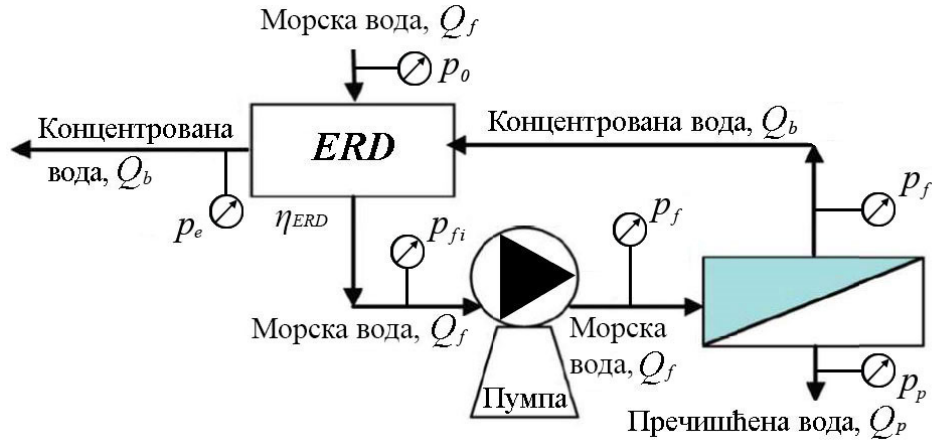 Морска вода, Qf
p0
Концентрована
вода, Qb
ERD
Концентрована вода, Qb
pe
ηERD
pfi
pf
pf
Морска вода, Qf
Морска
вода, Qf
Пумпа
pp
Пречишћена вода, Qp